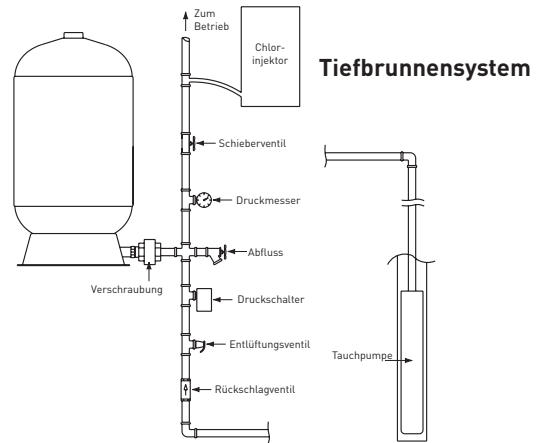 Zum
Betrieb
Chlor-
injektor
Tiefbrunnensystem
Schieberventil
Druckmesser
Abfluss
Verschraubung
Druckschalter
Entlüftungsventil
Tauchpumpe
Rückschlagventil